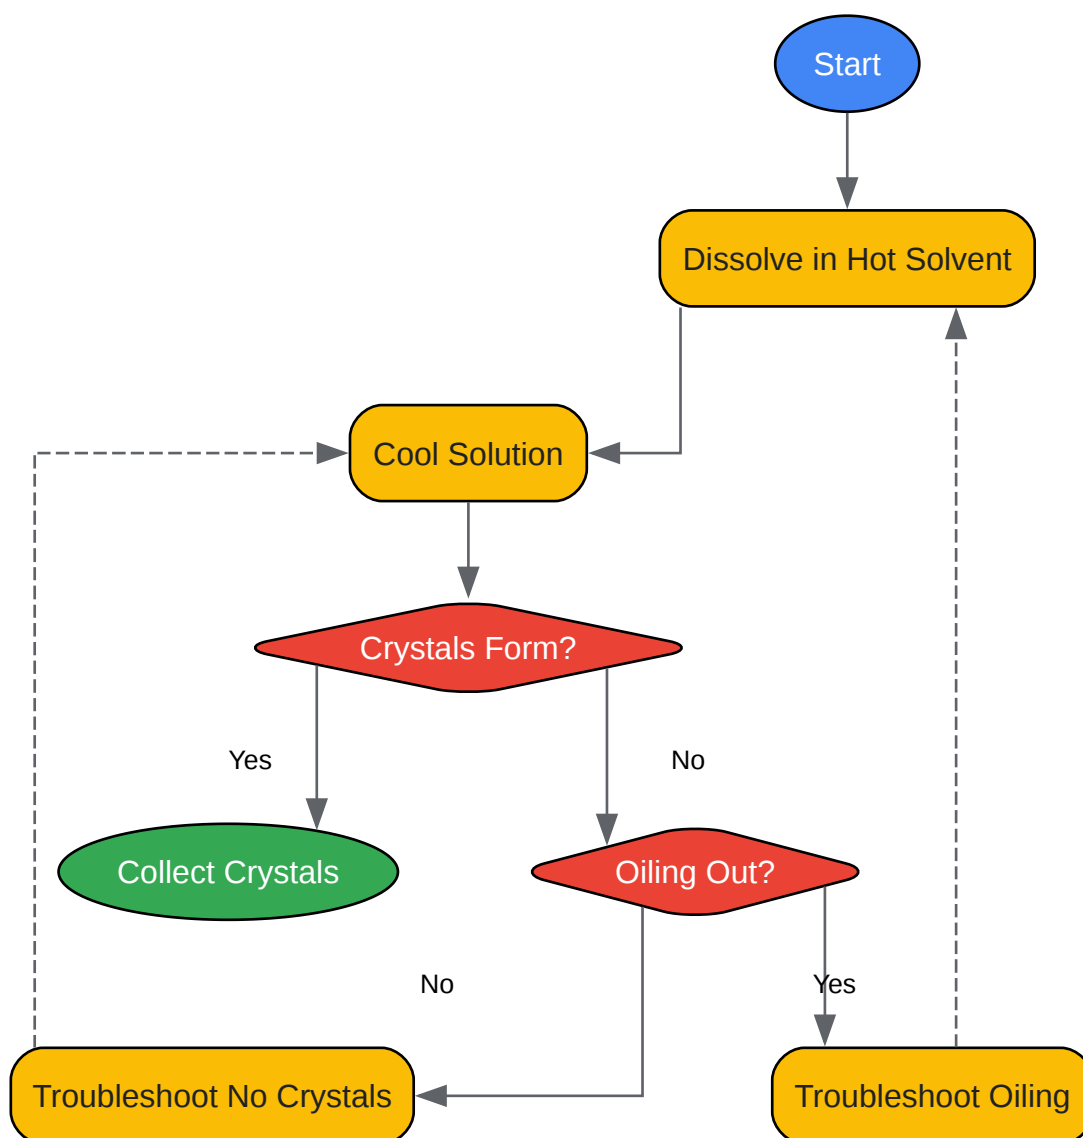 Start
Dissolve in Hot Solvent
Cool Solution
Crystals Form?
Yes
No
Collect Crystals
Oiling Out?
No
Yes
Troubleshoot No Crystals
Troubleshoot Oiling